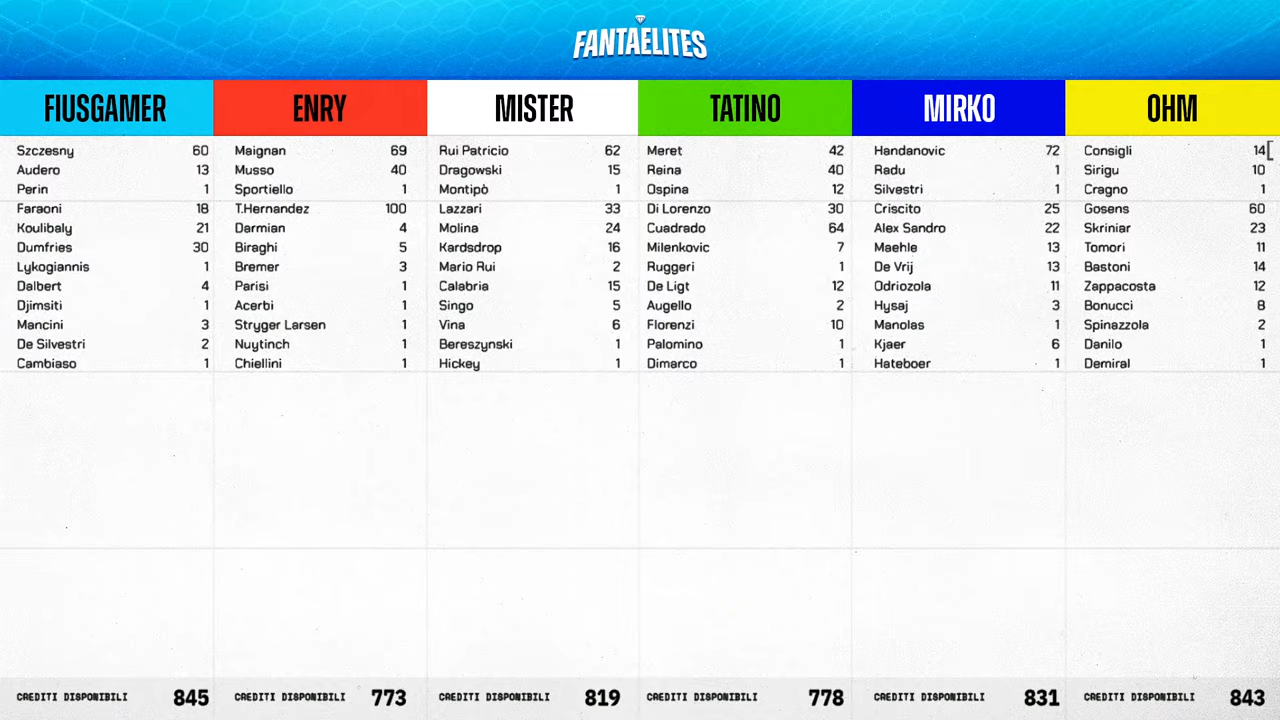 FANTAELITES
FIUSGAMER ENRY MISTER TATINO MIRKO OHM
Szczesny 60 Maignan 69 Rui Patricio 62 Meret 42 Handanovic 72 Consigli 14[
Audero 13 Musso 40 Dragowski 15 Reina 40 Radu 1 Sirigu 10
Perin 1 Sportiello 1 Montipò 1 Ospina 12 Silvestri 1 Cragno 1
Faraoni 18 T.Hernandez 100 Lazzari 33 Di Lorenzo 30 Criscito 25 Gosens 60
Koulibaly 21 Darmian 4 Molina 24 Cuadrado 64 Alex Sandro 22 Skriniar 23
Dumfries 30 Biraghi 5 Kardsdrop 16 Milenkovic 7 Maehle 13 Tomori 11
Lykogiannis 1 Bremer 3 Mario Rui 2 Ruggeri 1 De Vrij 13 Bastoni 14
Dalbert 4 Parisi 1 Calabria 15 De Ligt 12 Odriozola 11 Zappacosta 12
Djimsiti 1 Acerbi 1 Singo 5 Augello 2 Hysaj 3 Bonucci 8
Mancini 3 Stryger Larsen 1 Vina 6 Florenzi 10 Manolas 1 Spinazzola 2
De Silvestri 2 Nuytinch 1 Bereszynski 1 Palomino 1 Kjaer 6 Danilo 1
Cambiaso 1 Chiellini 1 Hickey 1 Dimarco 1 Hateboer 1 Demiral 1
CREDITI DISPONIBILI 845 CREDITI DISPONIBILI 773 CREDITI DISPONIBILI 819 CREDITI DISPONIBILI 778 CREDITI DISPONIBILI 831 CREDITI DISPONIBILI 843